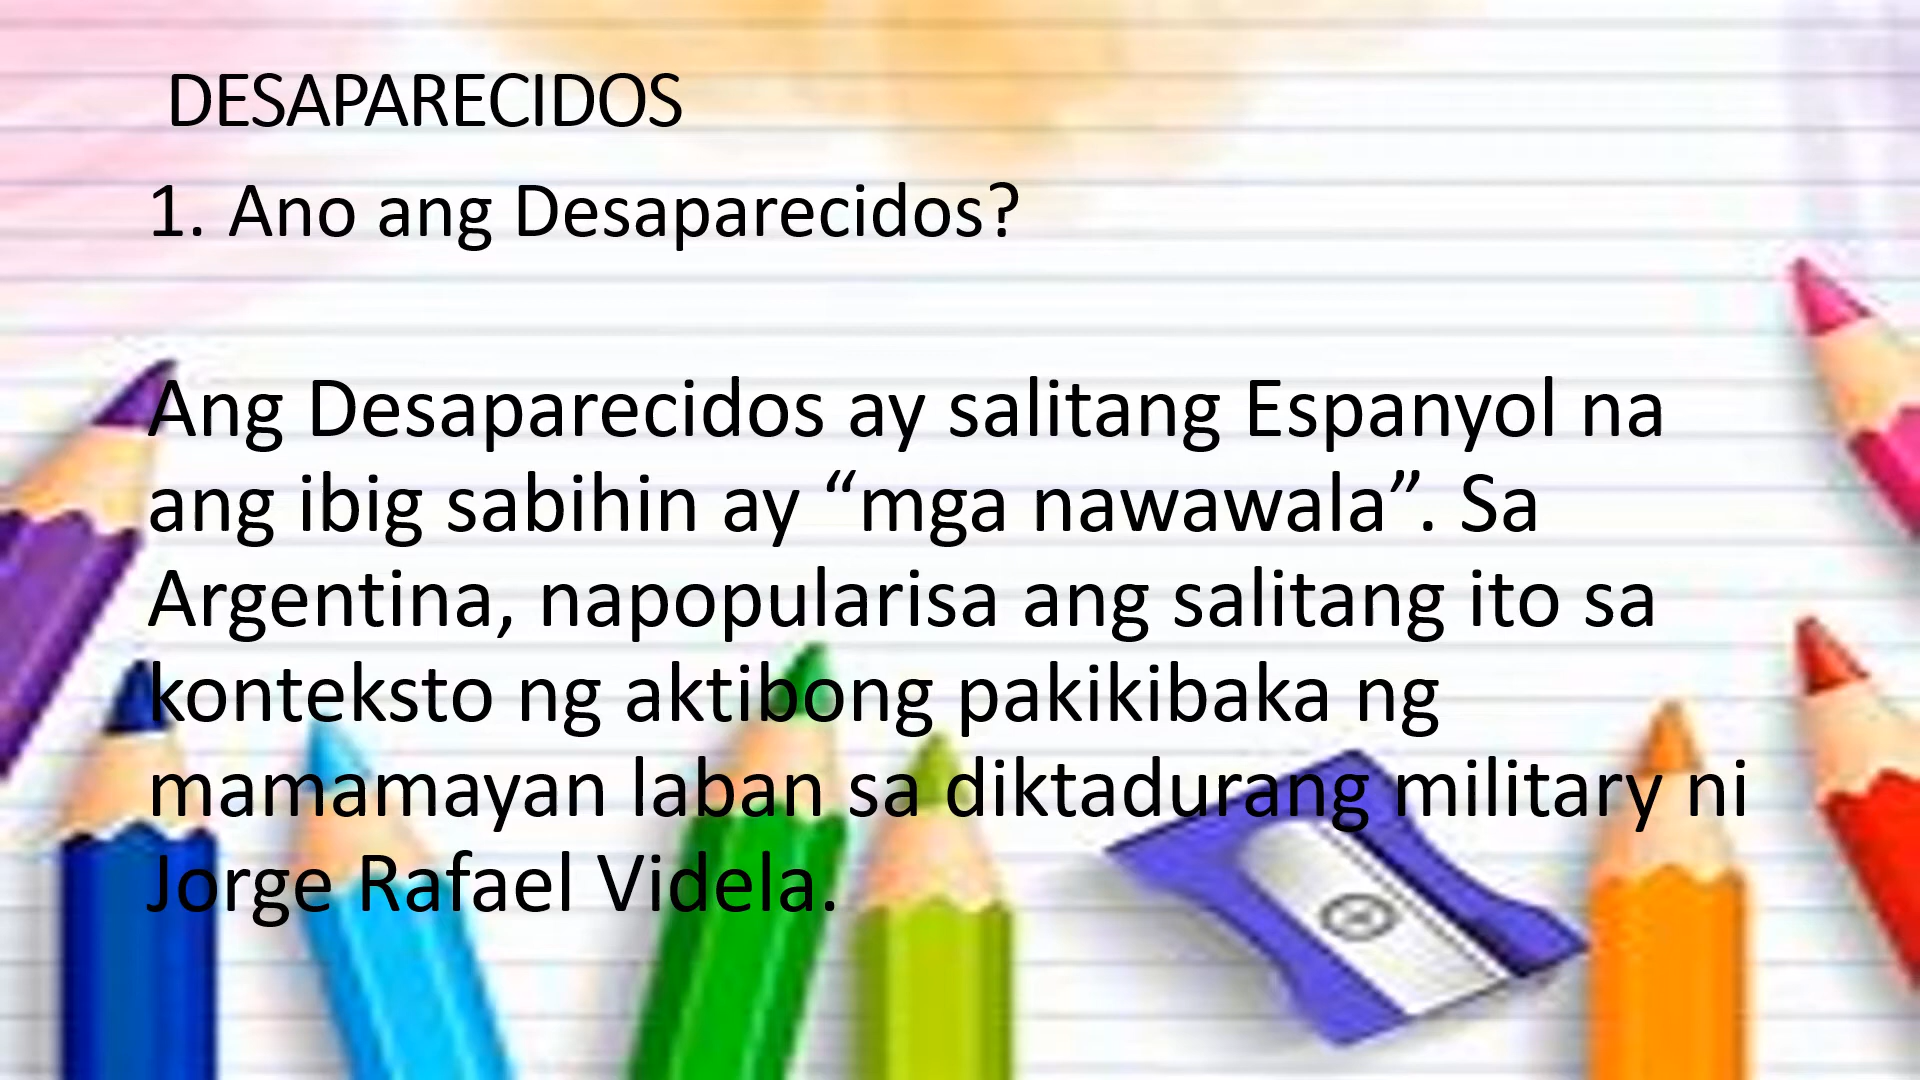 DESAPARECIDOS
1. Ano ang Desaparecidos?
Ang Desaparecidos ay salitang Espanyol na
ang ibig sabihin ay “mga nawawala”. Sa
Argentina, napopularisa ang salitang ito sa
konteksto ng aktibong pakikibaka ng
mamamayan laban sa diktadurang military ni
Jorge Rafael Videla.